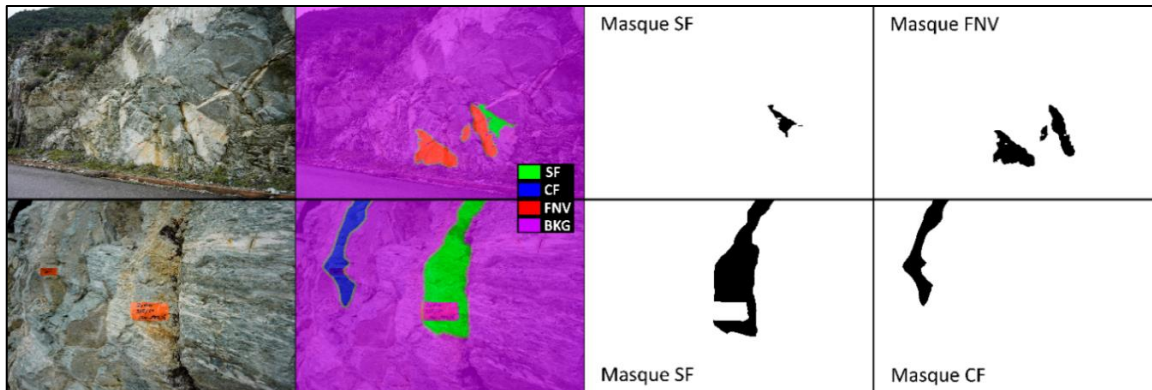 Masque SF
Masque FNV
SF
CF
FNV
BKG
Masque SF
Masque CF